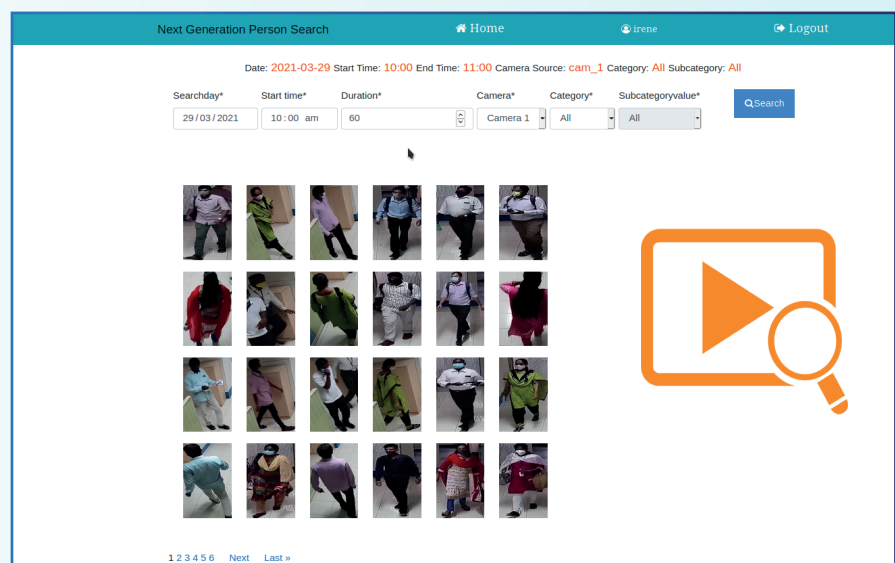 Next Generation Person Search Home irene Logout
Date: 2021-03-29 Start Time: 10:00 End Time: 11:00 Camera Source: cam_1 Category: All Subcategory: All
Searchday* Start time* Duration* Camera* Category* Subcategoryvalue*
29/03/2021 10:00 am 60 Camera 1 All All Search
1 2 3 4 5 6 Next Last »